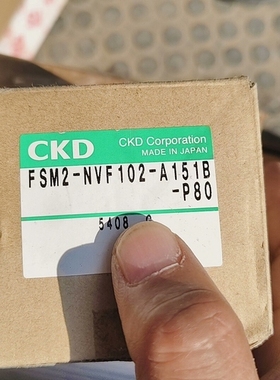 CKD
CKD Corporation
MADE IN JAPAN
FSM2-NVF102-A151B
-P80
5408